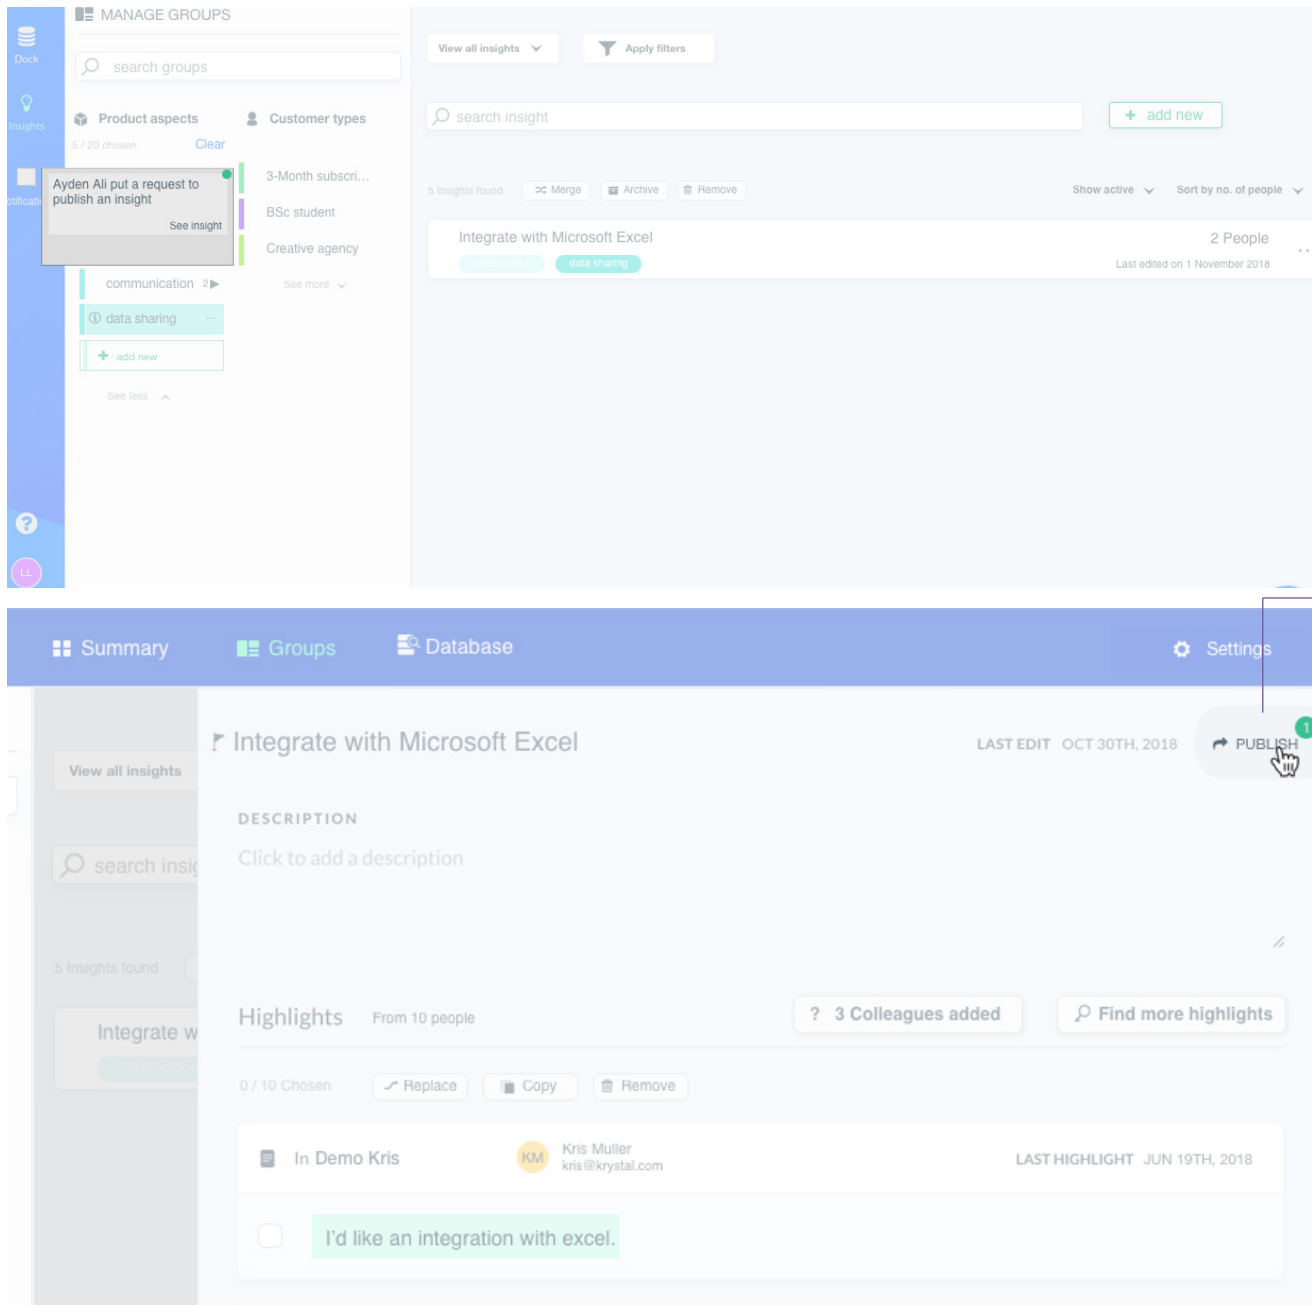 MANAGE GROUPS
Dock
search groups
View all insights
Apply filters
Insights
Product aspects
Customer types
search insight
+ add new
5 / 20 chosen
Clear
3-Month subscri...
Ayden Ali put a request to
publish an insight
See insight
BSc student
Creative agency
5 Insights found
Merge
Archive
Remove
Show active
Sort by no. of people
Integrate with Microsoft Excel
2 People
data sharing
Last edited on 1 November 2018
communication 2
See more
data sharing ...
+ add new
See less
?
LL
Summary
Groups
Database
Settings
Integrate with Microsoft Excel
LAST EDIT OCT 30TH, 2018
PUBLISH
1
View all insights
DESCRIPTION
Click to add a description
search insig
5 Insights found
Highlights
From 10 people
? 3 Colleagues added
Find more highlights
Integrate w
0 / 10 Chosen
Replace
Copy
Remove
In Demo Kris
KM
Kris Muller
kris@krystal.com
LAST HIGHLIGHT JUN 19TH, 2018
I'd like an integration with excel.